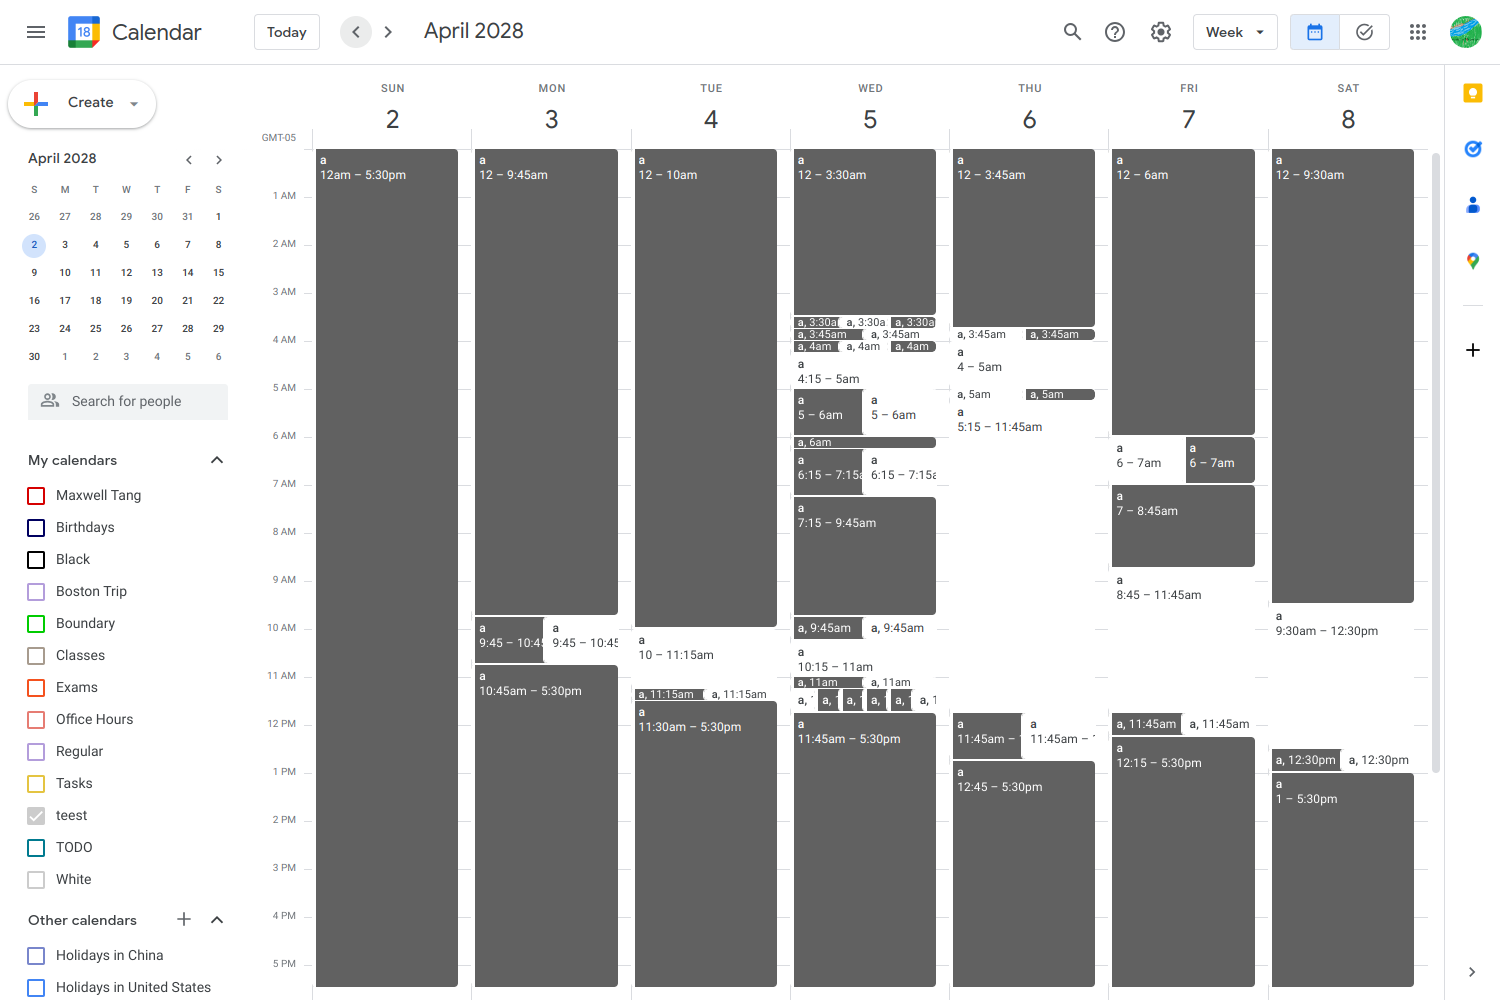 18 Calendar Today April 2028 Week
Create
SUN MON TUE WED THU FRI SAT
2 3 4 5 6 7 8
GMT-05
April 2028
S M T W T F S
26 27 28 29 30 31 1
2 3 4 5 6 7 8
9 10 11 12 13 14 15
16 17 18 19 20 21 22
23 24 25 26 27 28 29
30 1 2 3 4 5 6
Search for people
My calendars
Maxwell Tang
Birthdays
Black
Boston Trip
Boundary
Classes
Exams
Office Hours
Regular
Tasks
teest
TODO
White
Other calendars
Holidays in China
Holidays in United States
1 AM
2 AM
3 AM
4 AM
5 AM
6 AM
7 AM
8 AM
9 AM
10 AM
11 AM
12 PM
1 PM
2 PM
3 PM
4 PM
5 PM
a
12am – 5:30pm
a
12 – 9:45am
a
9:45 – 10:45
a
9:45 – 10:45
a
10:45am – 5:30pm
a
12 – 10am
a
10 – 11:15am
a, 11:15am
a, 11:15am
a
11:30am – 5:30pm
a
12 – 3:30am
a, 3:30a
a, 3:30a
a, 3:30a
a, 3:45am
a, 3:45am
a, 4am
a, 4am
a, 4am
a
4:15 – 5am
a
5 – 6am
a
5 – 6am
a, 6am
a
6:15 – 7:15a
a
6:15 – 7:15a
a
7:15 – 9:45am
a, 9:45am
a, 9:45am
a
10:15 – 11am
a, 11am
a, 11am
a,
a,
a,
a,
a,
a, 1
a
11:45am – 5:30pm
a
12 – 3:45am
a, 3:45am
a, 3:45am
a
4 – 5am
a, 5am
a, 5am
a
5:15 – 11:45am
a
11:45am –
a
11:45am –
a
12:45 – 5:30pm
a
12 – 6am
a
6 – 7am
a
6 – 7am
a
7 – 8:45am
a
8:45 – 11:45am
a, 11:45am
a, 11:45am
a
12:15 – 5:30pm
a
12 – 9:30am
a
9:30am – 12:30pm
a, 12:30pm
a, 12:30pm
a
1 – 5:30pm